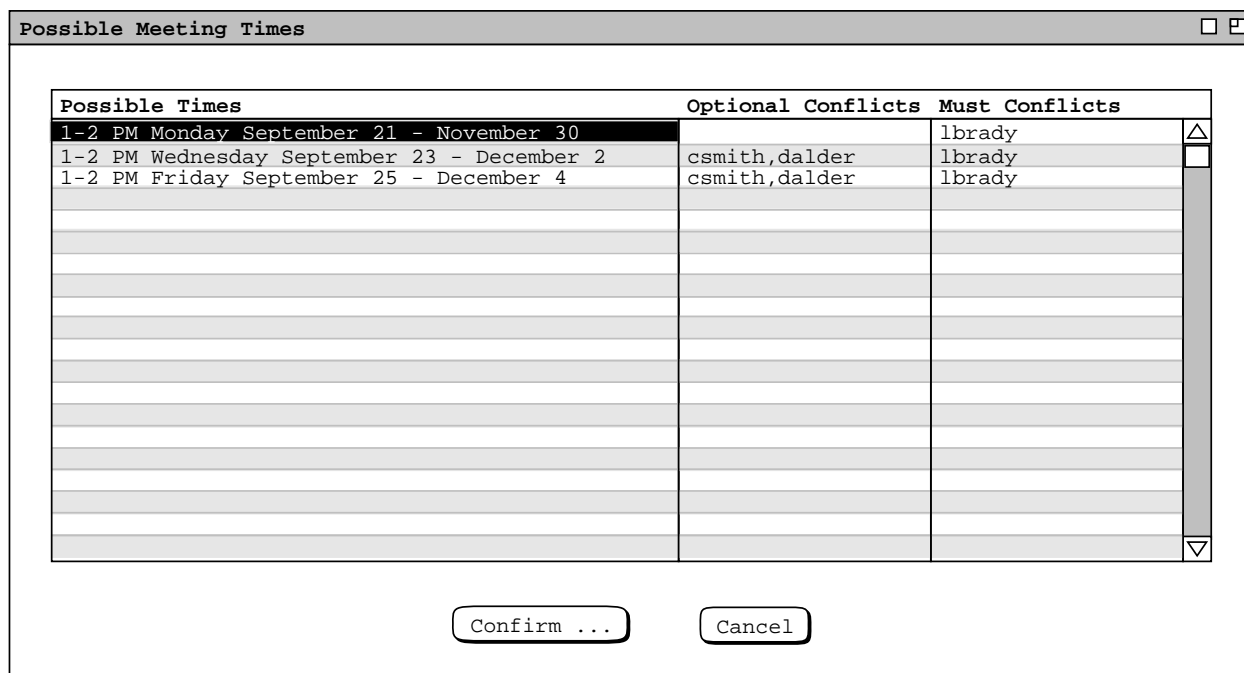 Possible Meeting Times
Possible Times Optional Conflicts Must Conflicts
1-2 PM Monday September 21 - November 30 lbrady
1-2 PM Wednesday September 23 - December 2 csmith,dalder lbrady
1-2 PM Friday September 25 - December 4 csmith,dalder lbrady
Confirm ... Cancel